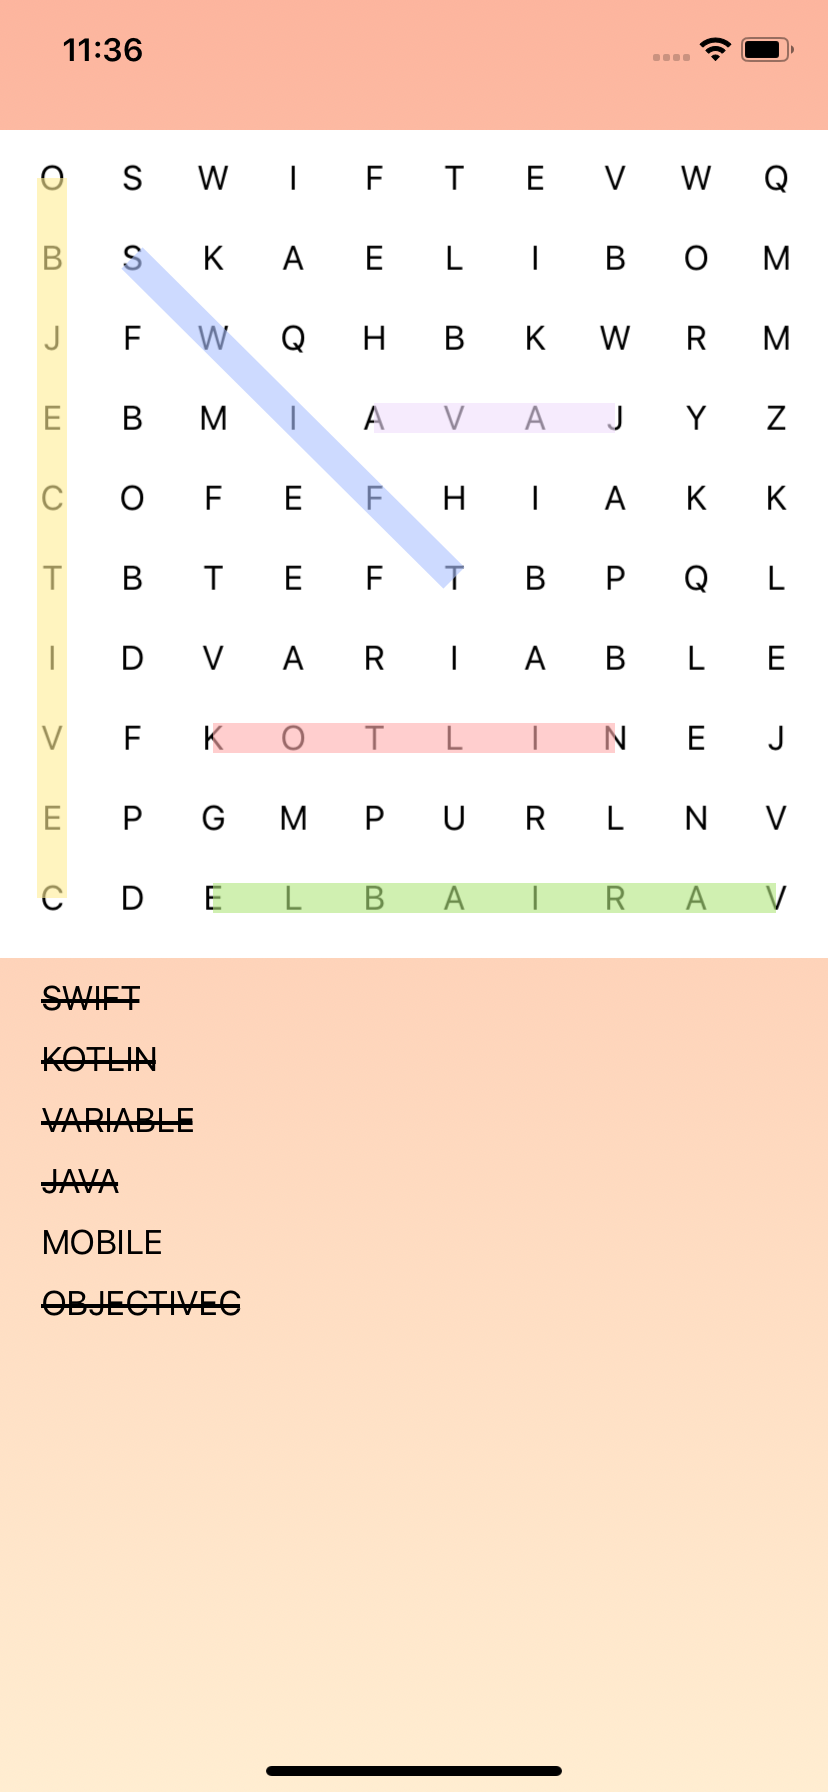 11:36
O S W I F T E V W Q
B S K A E L I B O M
J F W Q H B K W R M
E B M I A V A J Y Z
C O F E F H I A K K
T B T E F T B P Q L
I D V A R I A B L E
V F K O T L I N E J
E P G M P U R L N V
C D E L B A I R A V
SWIFT
KOTLIN
VARIABLE
JAVA
MOBILE
OBJECTIVEC